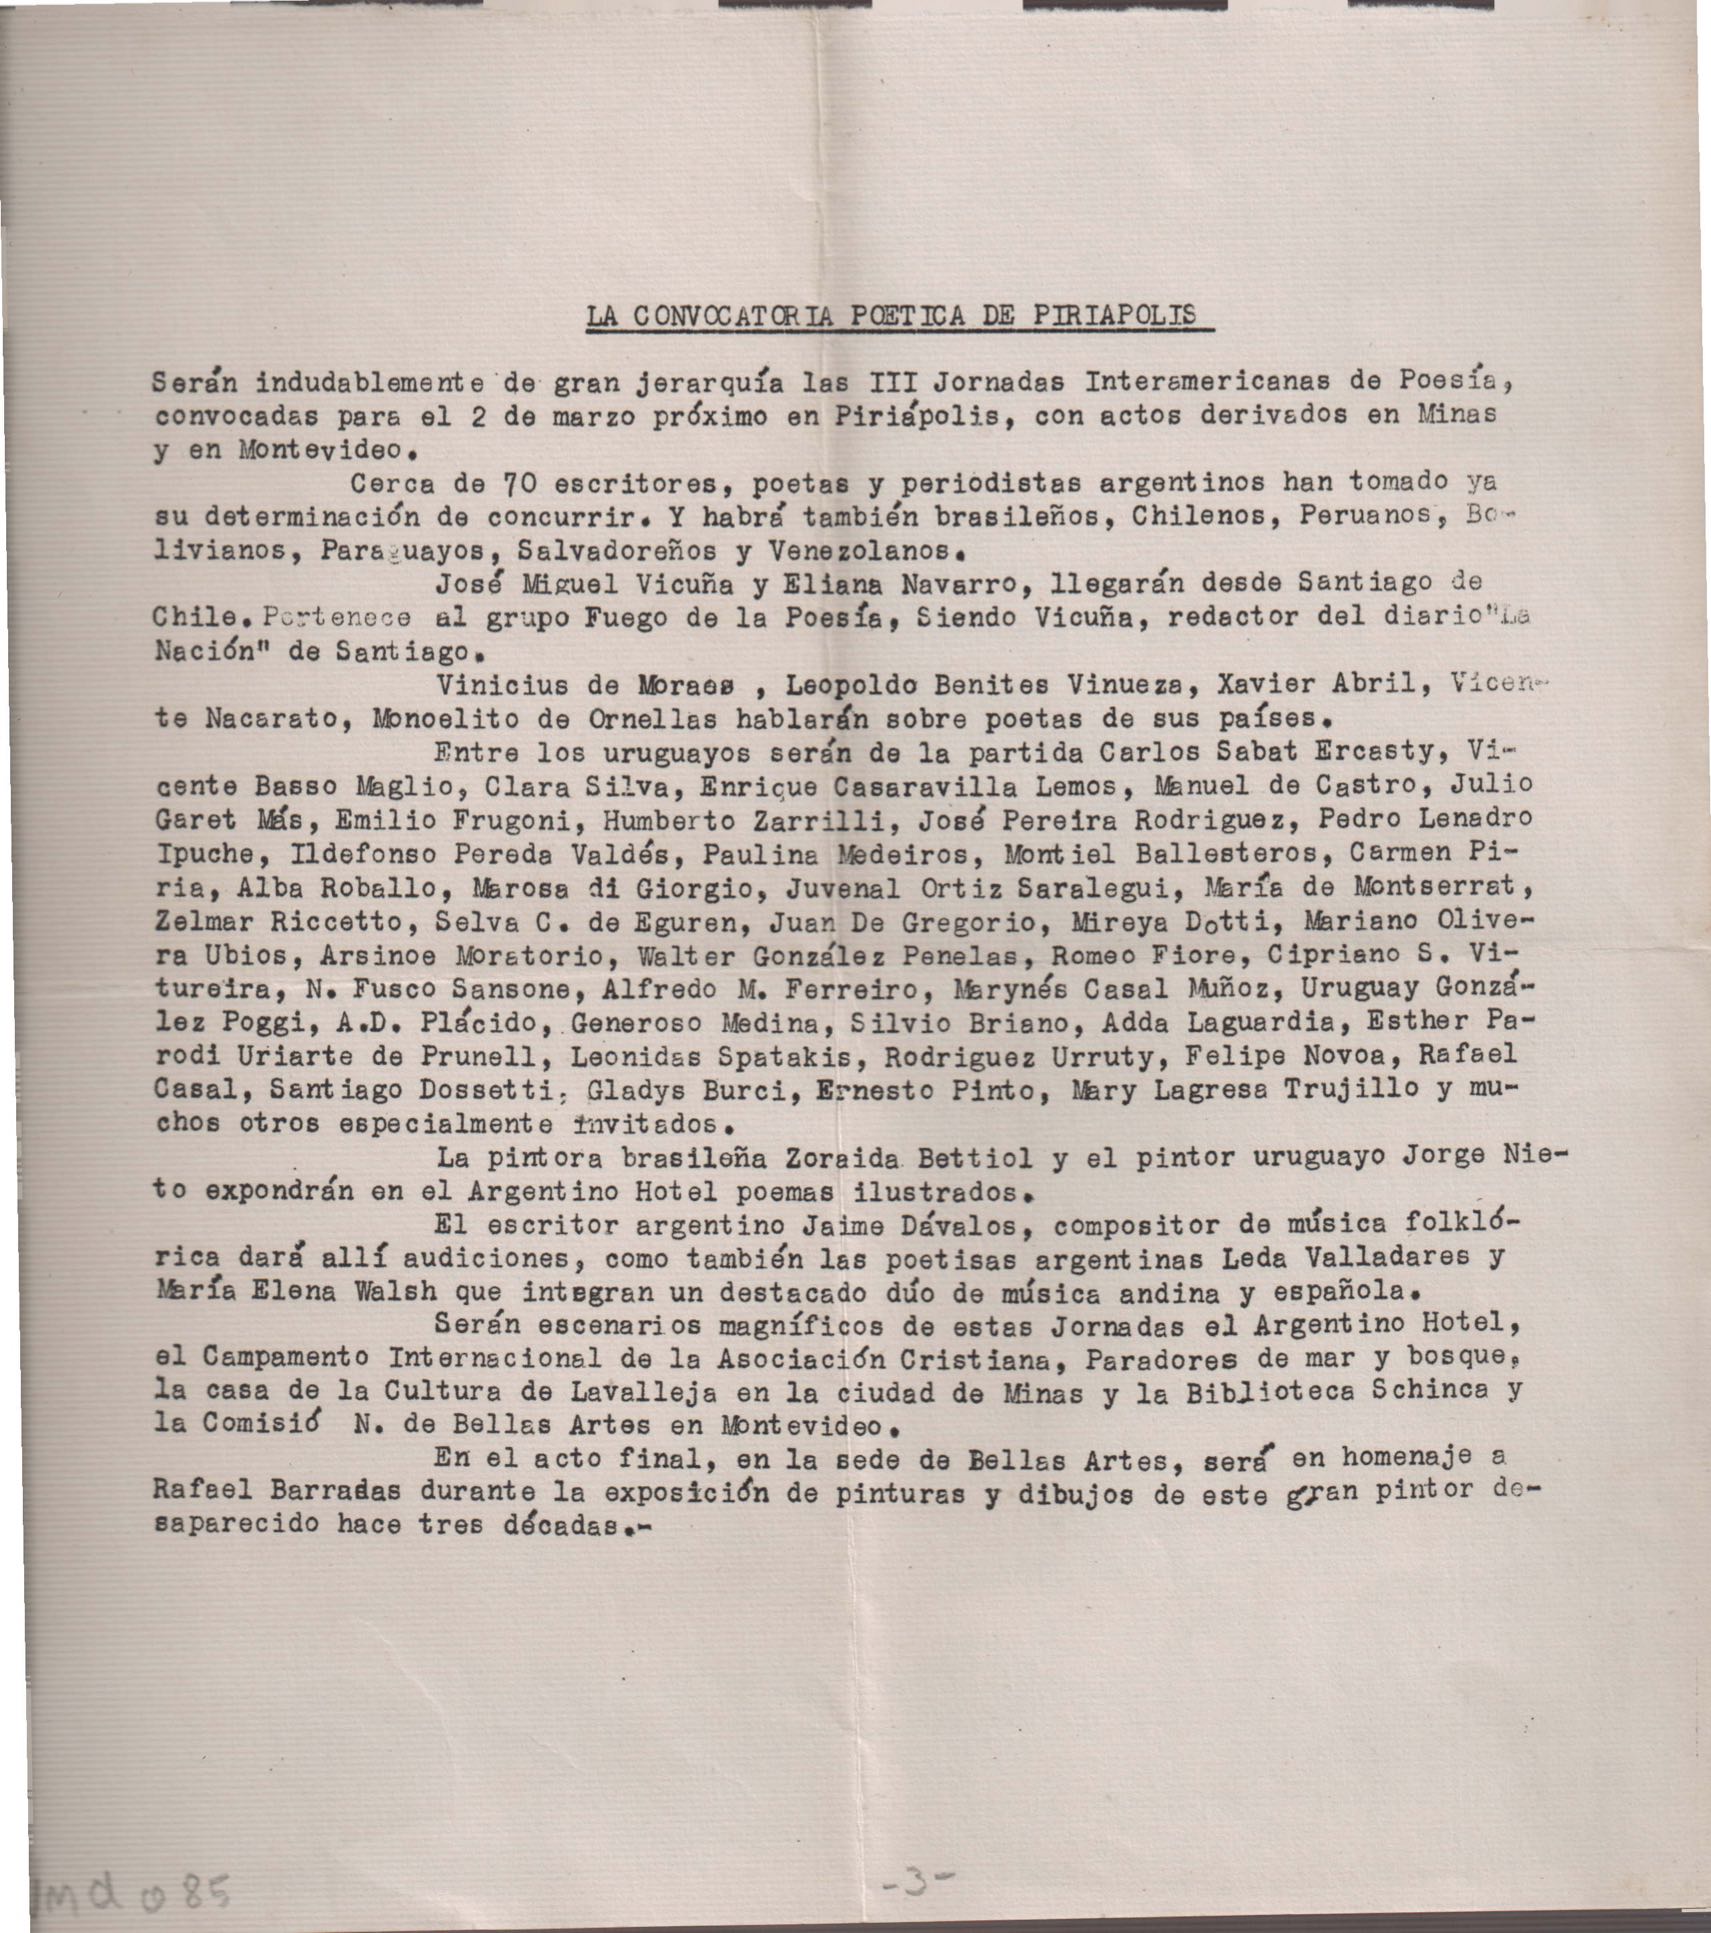 LA CONVOCATORIA POETICA DE PIRIAPOLIS
Serán indudablemente de gran jerarquía las III Jornadas Interamericanas de Poesía,
convocadas para el 2 de marzo próximo en Piriápolis, con actos derivados en Minas
y en Montevideo.
Cerca de 70 escritores, poetas y periodistas argentinos han tomado ya
su determinación de concurrir. Y habrá también brasileños, Chilenos, Peruanos, Bo-
livianos, Paraguayos, Salvadoreños y Venezolanos.
José Miguel Vicuña y Eliana Navarro, llegarán desde Santiago de
Chile. Pertenece al grupo Fuego de la Poesía, Siendo Vicuña, redactor del diario"La
Nación" de Santiago.
Vinicius de Moraes , Leopoldo Benites Vinueza, Xavier Abril, Vicen-
te Nacarato, Monoelito de Ornellas hablarán sobre poetas de sus países.
Entre los uruguayos serán de la partida Carlos Sabat Ercasty, Vi-
cente Basso Maglio, Clara Silva, Enrique Casaravilla Lemos, Manuel de Castro, Julio
Garet Más, Emilio Frugoni, Humberto Zarrilli, José Pereira Rodriguez, Pedro Lenadro
Ipuche, Ildefonso Pereda Valdés, Paulina Medeiros, Montiel Ballesteros, Carmen Pi-
ria, Alba Roballo, Marosa di Giorgio, Juvenal Ortiz Saralegui, María de Montserrat,
Zelmar Riccetto, Selva C. de Eguren, Juan De Gregorio, Mireya Dotti, Mariano Olive-
ra Ubios, Arsinoe Moratorio, Walter González Penelas, Romeo Fiore, Cipriano S. Vi-
tureira, N. Fusco Sansone, Alfredo M. Ferreiro, Marynés Casal Muñoz, Uruguay Gonzá-
lez Poggi, A.D. Plácido, Generoso Medina, Silvio Briano, Adda Laguardia, Esther Pa-
rodi Uriarte de Prunell, Leonidas Spatakis, Rodriguez Urruty, Felipe Novoa, Rafael
Casal, Santiago Dossetti; Gladys Burci, Ernesto Pinto, Mary Lagresa Trujillo y mu-
chos otros especialmente invitados.
La pintora brasileña Zoraida Bettiol y el pintor uruguayo Jorge Nie-
to expondrán en el Argentino Hotel poemas ilustrados.
El escritor argentino Jaime Dávalos, compositor de música folkló-
rica dará allí audiciones, como también las poetisas argentinas Leda Valladares y
María Elena Walsh que integran un destacado dúo de música andina y española.
Serán escenarios magníficos de estas Jornadas el Argentino Hotel,
el Campamento Internacional de la Asociación Cristiana, Paradores de mar y bosque,
la casa de la Cultura de Lavalleja en la ciudad de Minas y la Biblioteca Schinca y
la Comisió N. de Bellas Artes en Montevideo.
En el acto final, en la sede de Bellas Artes, será en homenaje a
Rafael Barradas durante la exposición de pinturas y dibujos de este gran pintor de-
saparecido hace tres décadas.-
-3-
md o 85